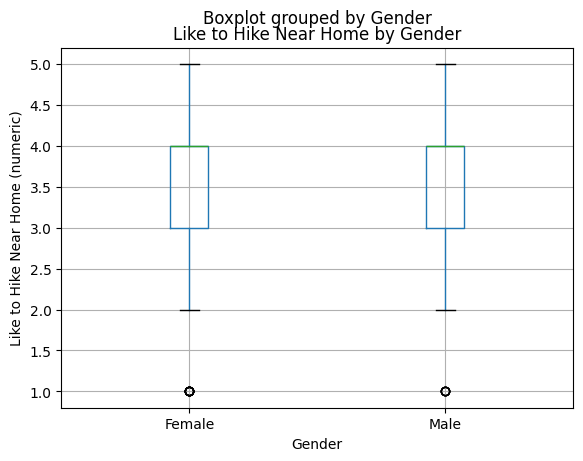 Boxplot grouped by Gender
Like to Hike Near Home by Gender
Like to Hike Near Home (numeric)
5.0
4.5
4.0
3.5
3.0
2.5
2.0
1.5
1.0
Female Male
Gender